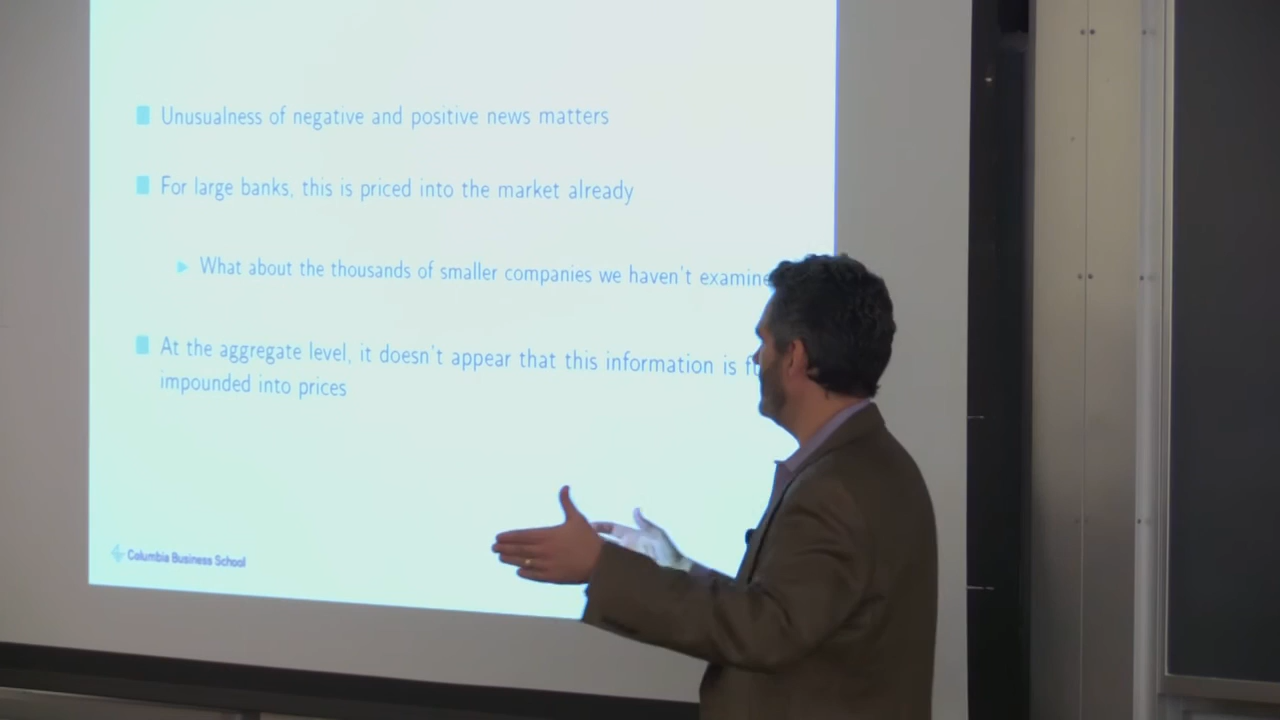 Unusualness of negative and positive news matters
For large banks, this is priced into the market already
What about the thousands of smaller companies we haven't examine
At the aggregate level, it doesn't appear that this information is
impounded into prices
Columbia Business School